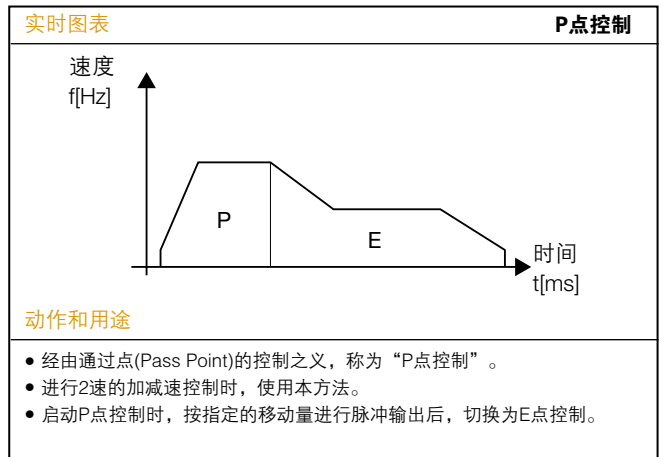 实时图表
P点控制
速度
f[Hz]
P
E
时间
t[ms]
动作和用途
● 经由通过点(Pass Point)的控制之义，称为“P点控制”。
● 进行2速的加减速控制时，使用本方法。
● 启动P点控制时，按指定的移动量进行脉冲输出后，切换为E点控制。